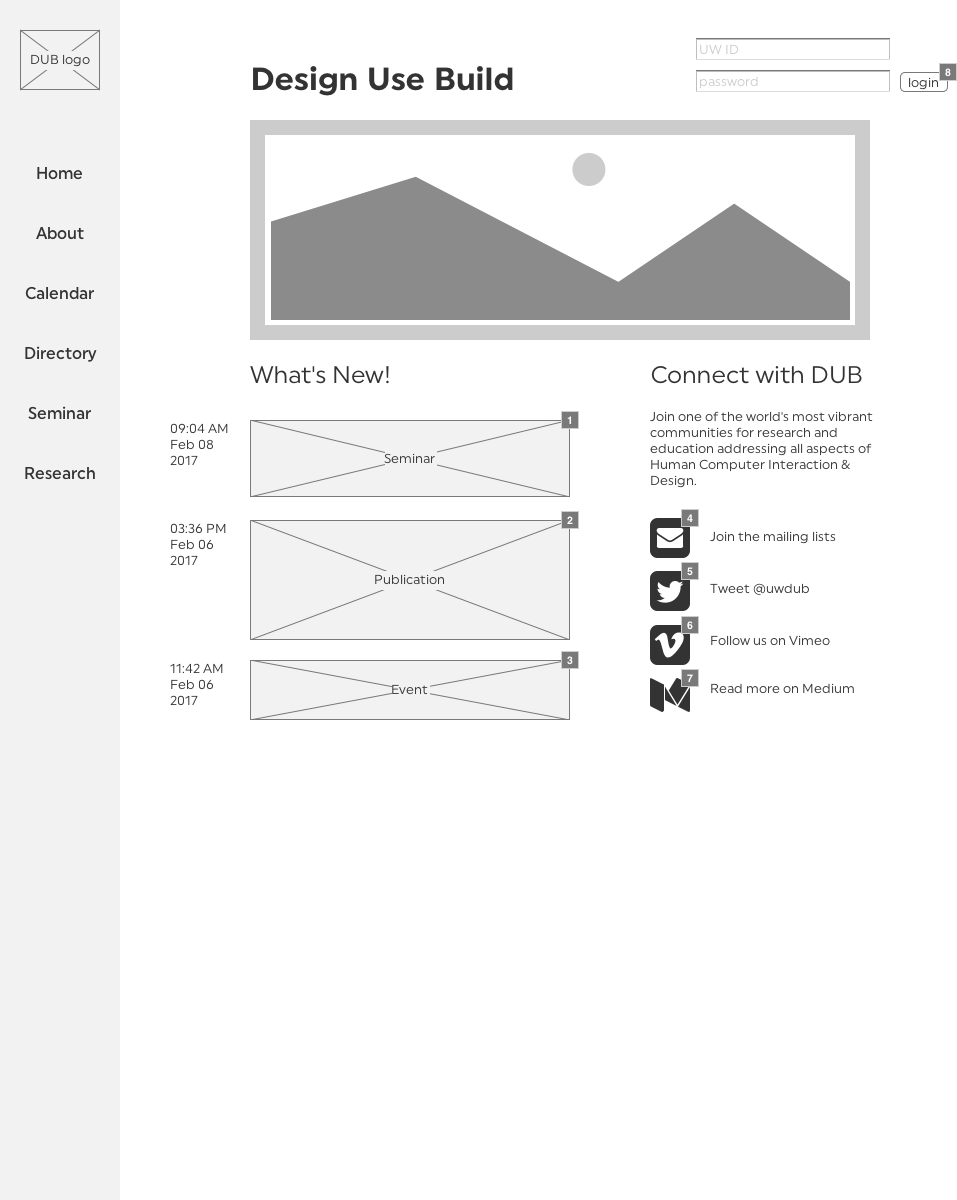 DUB logo
Home
About
Calendar
Directory
Seminar
Research
Design Use Build
UW ID
password
login
8
What's New!
09:04 AM
Feb 08
2017
Seminar
1
03:36 PM
Feb 06
2017
Publication
2
11:42 AM
Feb 06
2017
Event
3
Connect with DUB
Join one of the world's most vibrant
communities for research and
education addressing all aspects of
Human Computer Interaction &
Design.
4
Join the mailing lists
5
Tweet @uwdub
6
Follow us on Vimeo
7
Read more on Medium